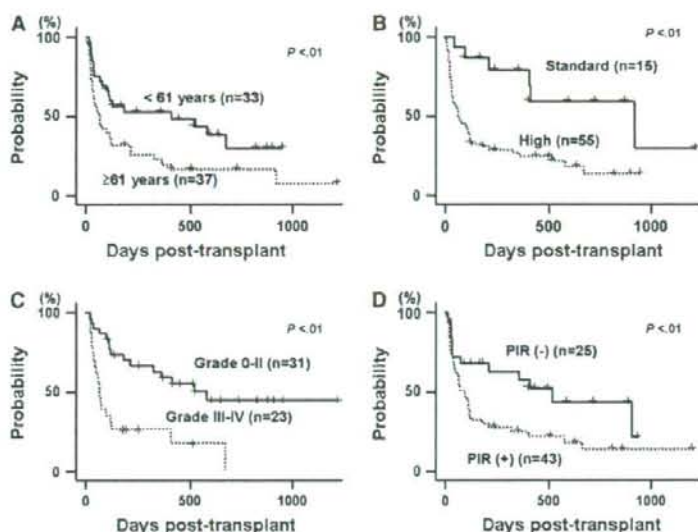 A (%)
P <.01
100
50
0
Probability
< 61 years (n=33)
≥61 years (n=37)
0 500 1000
Days post-transplant
B (%)
P <.01
100
50
0
Probability
Standard (n=15)
High (n=55)
0 500 1000
Days post-transplant
C (%)
P <.01
100
50
0
Probability
Grade 0-II (n=31)
Grade III-IV (n=23)
0 500 1000
Days post-transplant
D (%)
P <.01
100
50
0
Probability
PIR (-) (n=25)
PIR (+) (n=43)
0 500 1000
Days post-transplant